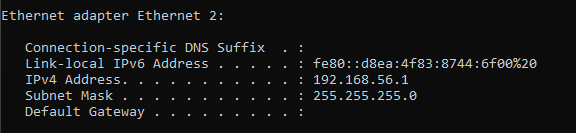 Ethernet adapter Ethernet 2:
Connection-specific DNS Suffix  . :
Link-local IPv6 Address . . . . . : fe80::d8ea:4f83:8744:6f00%20
IPv4 Address. . . . . . . . . . . : 192.168.56.1
Subnet Mask . . . . . . . . . . . : 255.255.255.0
Default Gateway . . . . . . . . . :